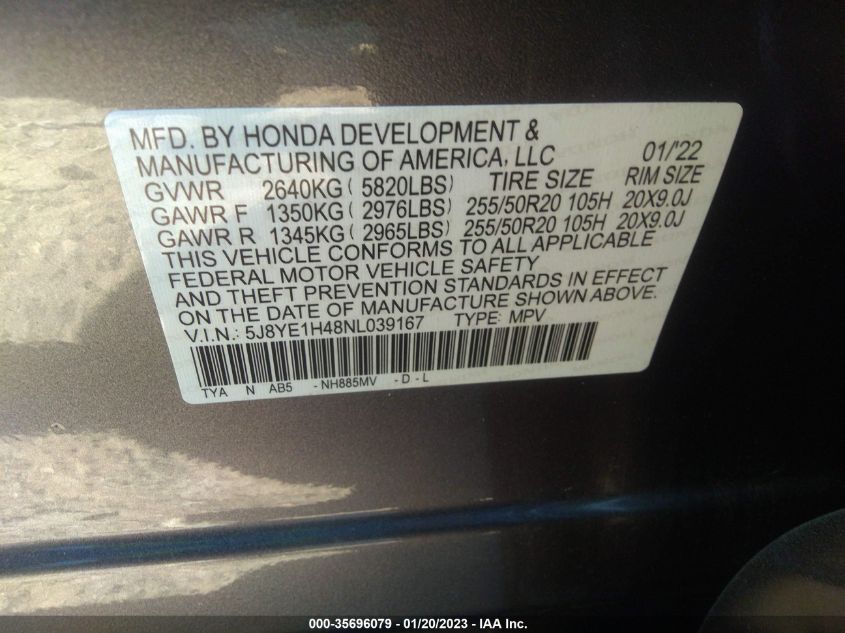 MFD. BY HONDA DEVELOPMENT &
MANUFACTURING OF AMERICA, LLC 01/'22
GVWR 2640KG ( 5820LBS) TIRE SIZE RIM SIZE
GAWR F 1350KG ( 2976LBS) 255/50R20 105H 20X9.0J
GAWR R 1345KG ( 2965LBS) 255/50R20 105H 20X9.0J
THIS VEHICLE CONFORMS TO ALL APPLICABLE
FEDERAL MOTOR VEHICLE SAFETY
AND THEFT PREVENTION STANDARDS IN EFFECT
ON THE DATE OF MANUFACTURE SHOWN ABOVE.
V.I.N.: 5J8YE1H48NL039167 TYPE: MPV
TYA N AB5 -NH885MV -D-L
000-35696079 - 01/20/2023 - IAA Inc.